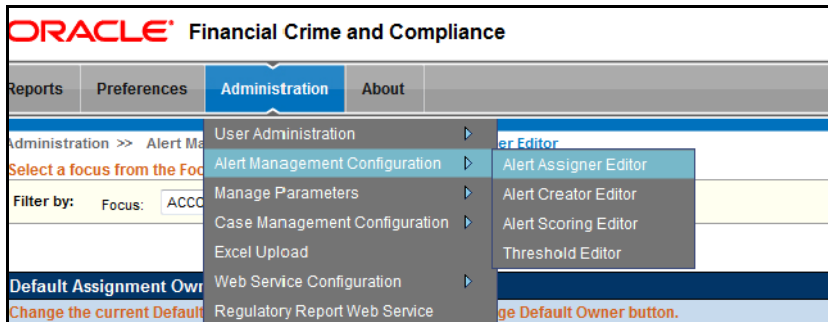 ORACLE® Financial Crime and Compliance
Reports Preferences Administration About
Administration >> Alert Ma er Editor
Select a focus from the Foc
Filter by: Focus: ACCO
User Administration
Alert Management Configuration
Manage Parameters
Case Management Configuration
Excel Upload
Web Service Configuration
Regulatory Report Web Service
Alert Assigner Editor
Alert Creator Editor
Alert Scoring Editor
Threshold Editor
Default Assignment Own
Change the current Default ge Default Owner button.